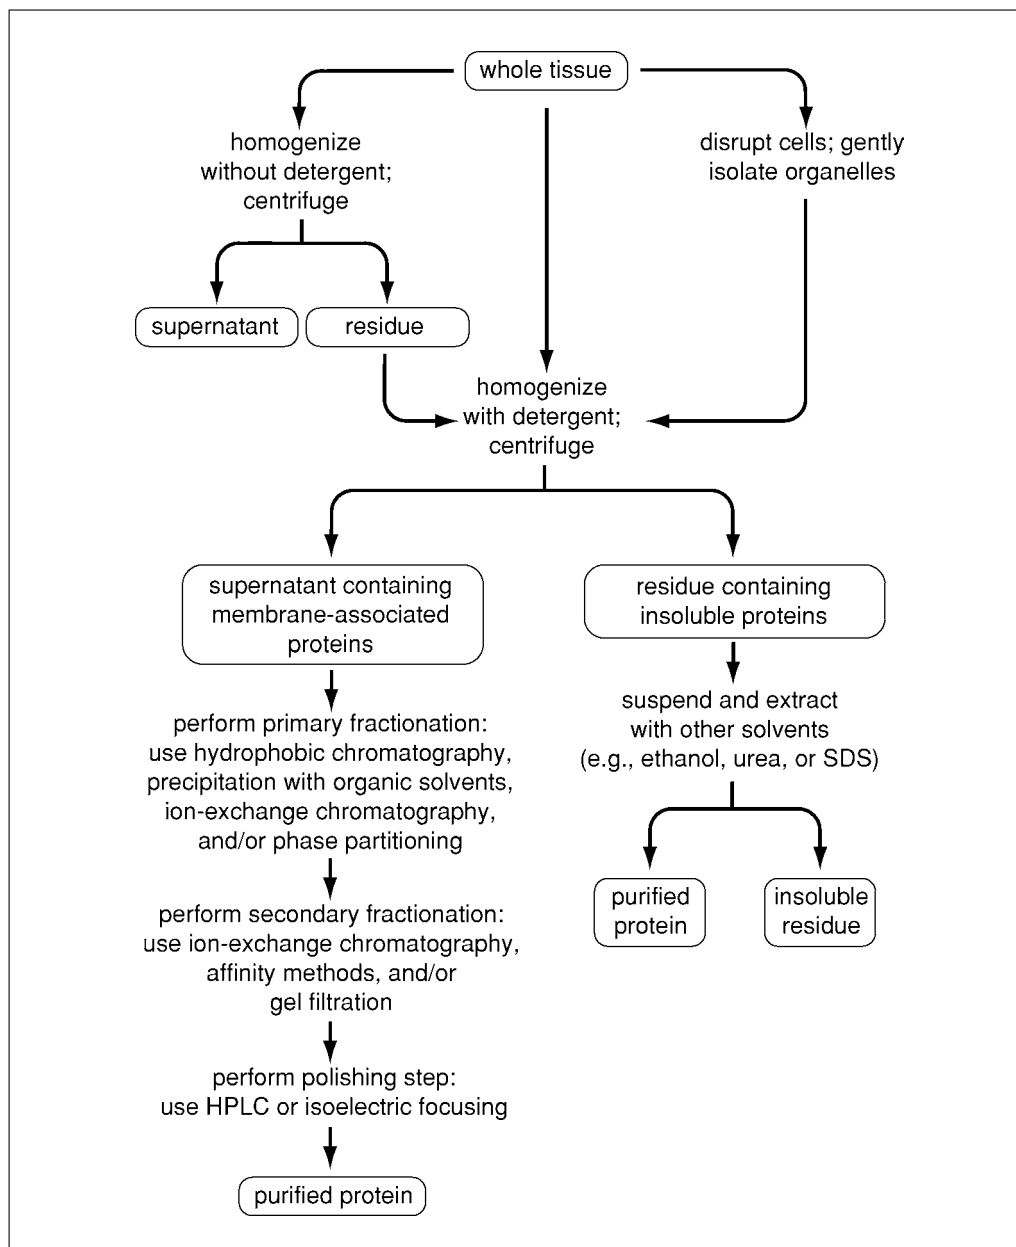 whole tissue
homogenize
without detergent;
centrifuge
disrupt cells; gently
isolate organelles
supernatant
residue
homogenize
with detergent;
centrifuge
supernatant containing
membrane-associated
proteins
residue containing
insoluble proteins
perform primary fractionation:
use hydrophobic chromatography,
precipitation with organic solvents,
ion-exchange chromatography,
and/or phase partitioning
suspend and extract
with other solvents
(e.g., ethanol, urea, or SDS)
purified
protein
insoluble
residue
perform secondary fractionation:
use ion-exchange chromatography,
affinity methods, and/or
gel filtration
perform polishing step:
use HPLC or isoelectric focusing
purified protein